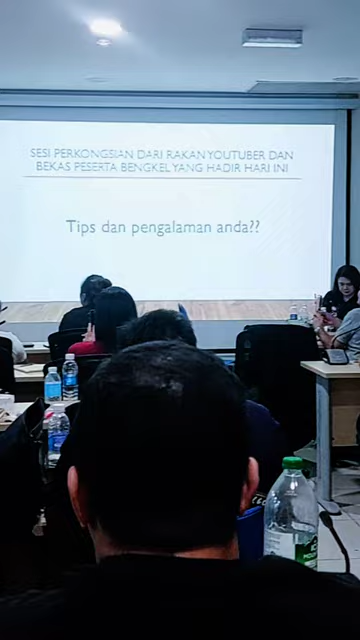 SESI PERKONGSIAN DARI RAKAN YOUTUBER DAN
BEKAS PESERTA BENGKEL YANG HADIR HARI INI
Tips dan pengalaman anda??